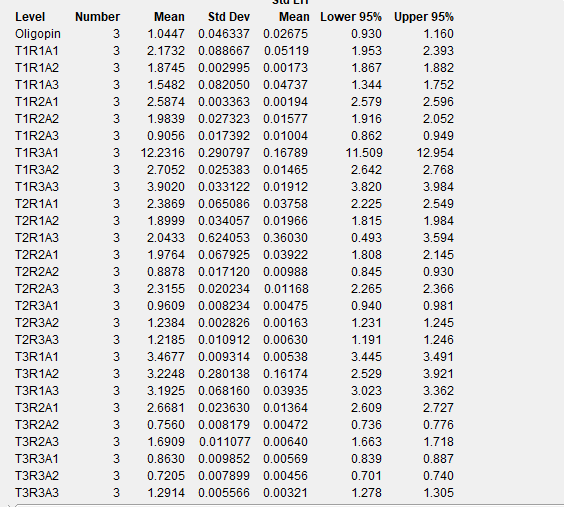 Std Err
Level Number Mean Std Dev Mean Lower 95% Upper 95%
Oligopin 3 1.0447 0.046337 0.02675 0.930 1.160
T1R1A1 3 2.1732 0.088667 0.05119 1.953 2.393
T1R1A2 3 1.8745 0.002995 0.00173 1.867 1.882
T1R1A3 3 1.5482 0.082050 0.04737 1.344 1.752
T1R2A1 3 2.5874 0.003363 0.00194 2.579 2.596
T1R2A2 3 1.9839 0.027323 0.01577 1.916 2.052
T1R2A3 3 0.9056 0.017392 0.01004 0.862 0.949
T1R3A1 3 12.2316 0.290797 0.16789 11.509 12.954
T1R3A2 3 2.7052 0.025383 0.01465 2.642 2.768
T1R3A3 3 3.9020 0.033122 0.01912 3.820 3.984
T2R1A1 3 2.3869 0.065086 0.03758 2.225 2.549
T2R1A2 3 1.8999 0.034057 0.01966 1.815 1.984
T2R1A3 3 2.0433 0.624053 0.36030 0.493 3.594
T2R2A1 3 1.9764 0.067925 0.03922 1.808 2.145
T2R2A2 3 0.8878 0.017120 0.00988 0.845 0.930
T2R2A3 3 2.3155 0.020234 0.01168 2.265 2.366
T2R3A1 3 0.9609 0.008234 0.00475 0.940 0.981
T2R3A2 3 1.2384 0.002826 0.00163 1.231 1.245
T2R3A3 3 1.2185 0.010912 0.00630 1.191 1.246
T3R1A1 3 3.4677 0.009314 0.00538 3.445 3.491
T3R1A2 3 3.2248 0.280138 0.16174 2.529 3.921
T3R1A3 3 3.1925 0.068160 0.03935 3.023 3.362
T3R2A1 3 2.6681 0.023630 0.01364 2.609 2.727
T3R2A2 3 0.7560 0.008179 0.00472 0.736 0.776
T3R2A3 3 1.6909 0.011077 0.00640 1.663 1.718
T3R3A1 3 0.8630 0.009852 0.00569 0.839 0.887
T3R3A2 3 0.7205 0.007899 0.00456 0.701 0.740
T3R3A3 3 1.2914 0.005566 0.00321 1.278 1.305